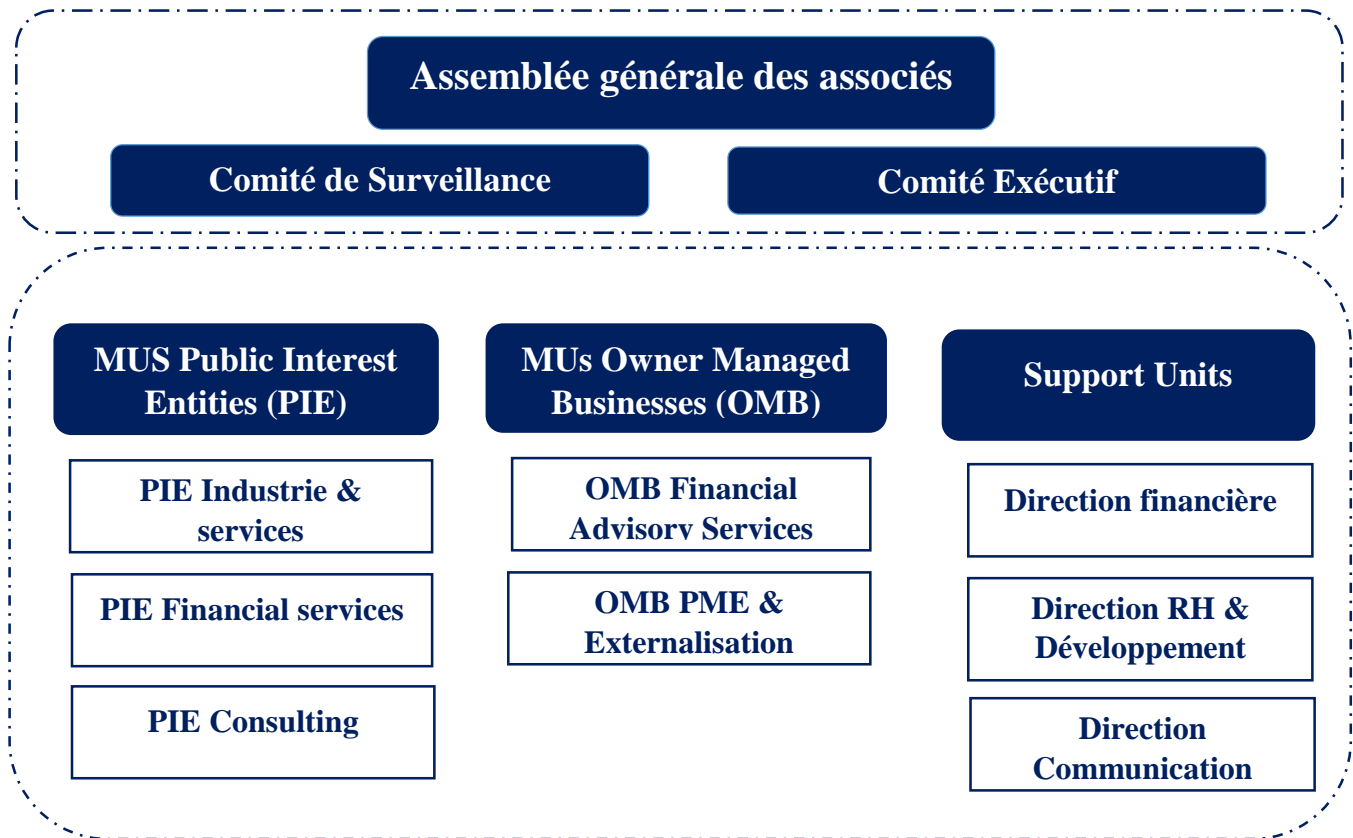 Assemblée générale des associés
Comité de Surveillance
Comité Exécutif
MUS Public Interest
Entities (PIE)
PIE Industrie &
services
PIE Financial services
PIE Consulting
MUs Owner Managed
Businesses (OMB)
OMB Financial
Advisory Services
OMB PME &
Externalisation
Support Units
Direction financière
Direction RH &
Développement
Direction
Communication